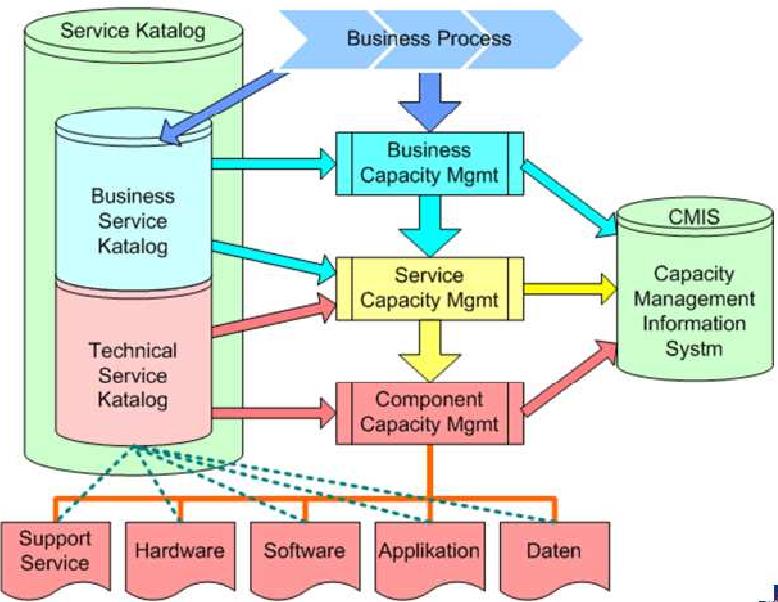 Service Katalog
Business Process
Business
Capacity Mgmt
Business
Service
Katalog
CMIS
Capacity
Management
Information
Systm
Service
Capacity Mgmt
Technical
Service
Katalog
Component
Capacity Mgmt
Support
Service
Hardware
Software
Applikation
Daten